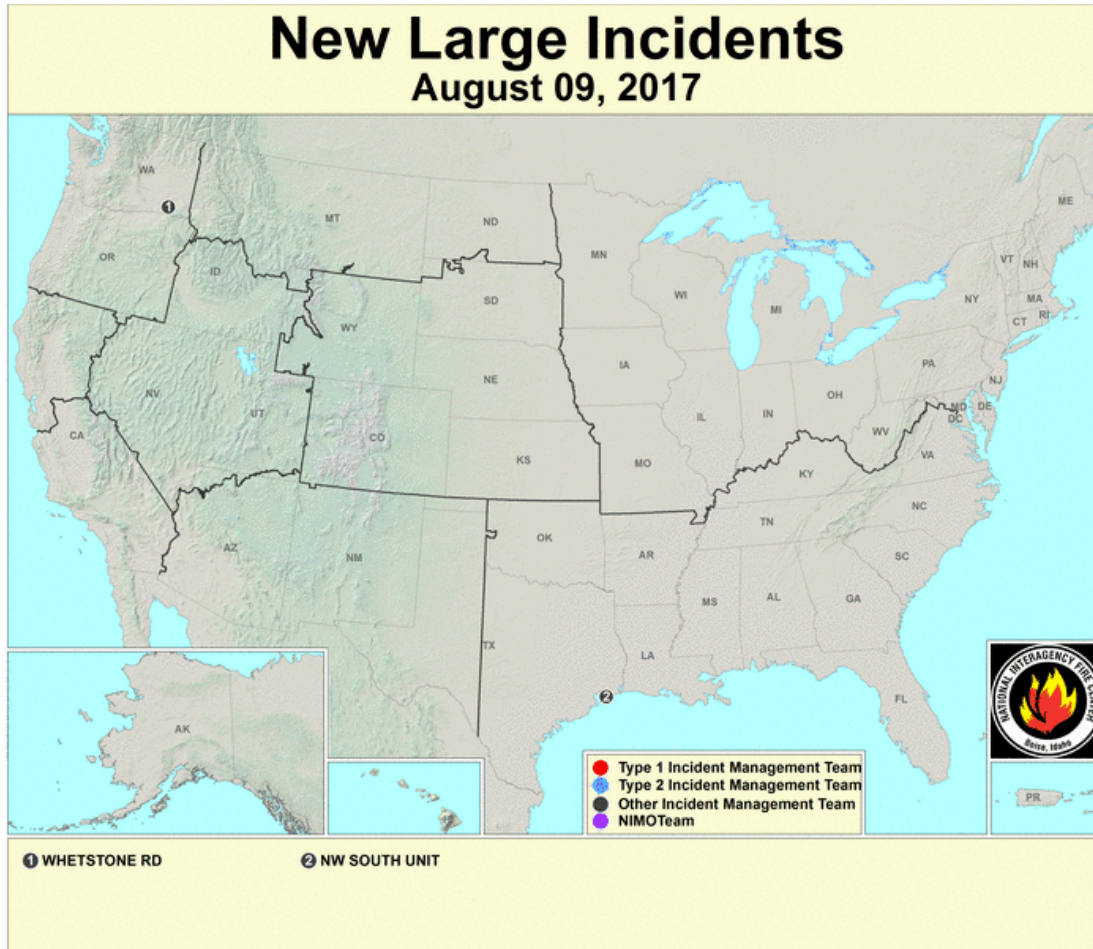 New Large Incidents
August 09, 2017
WA
1
MT
ND
MN
ME
OR
ID
SD
WI
MI
VT
NH
NY
MA
CT
RI
WY
IA
PA
NJ
NE
NV
UT
CO
IL
IN
OH
MD
DE
DC
WV
CA
KS
MO
KY
VA
NC
TN
AZ
NM
OK
AR
SC
MS
AL
GA
TX
LA
2
FL
AK
PR
NATIONAL INTERAGENCY FIRE CENTER
Boise, Idaho
Type 1 Incident Management Team
Type 2 Incident Management Team
Other Incident Management Team
NIMOTeam
1 WHETSTONE RD
2 NW SOUTH UNIT